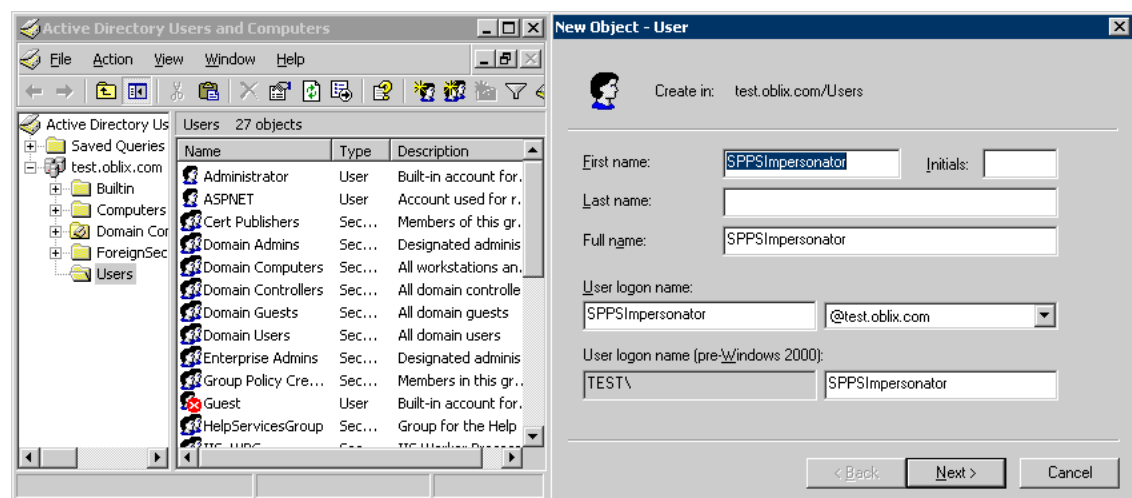 Active Directory Users and Computers
File Action View Window Help
Active Directory Us
Saved Queries
test.oblix.com
Builtin
Computers
Domain Cor
ForeignSec
Users
Users 27 objects
Name Type Description
Administrator User Built-in account for.
ASPNET User Account used for r.
Cert Publishers Sec... Members of this gr.
Domain Admins Sec... Designated adminis
Domain Computers Sec... All workstations an.
Domain Controllers Sec... All domain controlle
Domain Guests Sec... All domain guests
Domain Users Sec... All domain users
Enterprise Admins Sec... Designated adminis
Group Policy Cre... Sec... Members in this gr..
Guest User Built-in account for.
HelpServicesGroup Sec... Group for the Help
New Object - User
Create in: test.oblix.com/Users
First name: SPPSImpersonator Initials:
Last name:
Full name: SPPSImpersonator
User logon name:
SPPSImpersonator @test.oblix.com
User logon name (pre-Windows 2000):
TEST\ SPPSImpersonator
< Back Next > Cancel